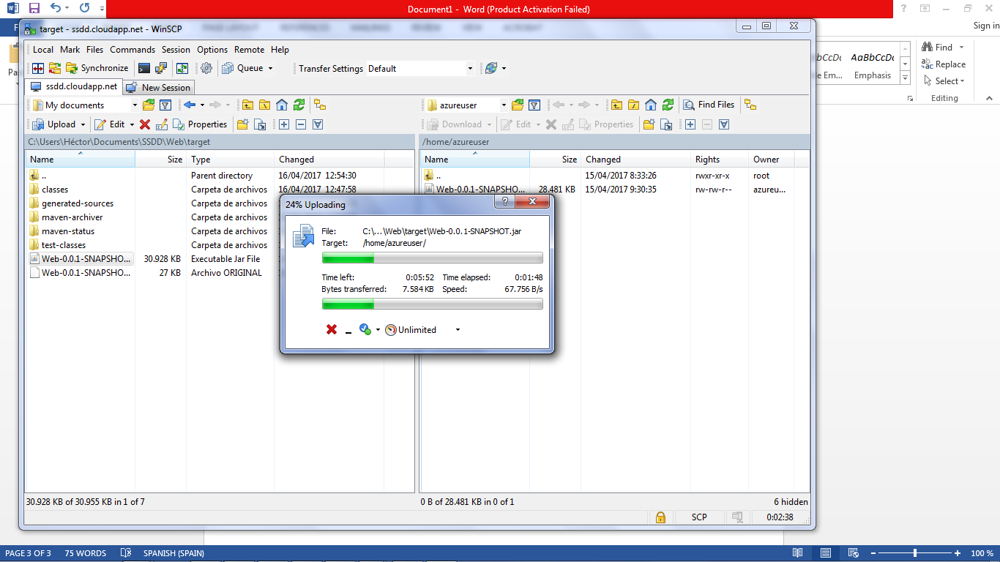 Document1 - Word (Product Activation Failed)
Sign in
target - ssdd.cloudapp.net - WinSCP
PAGE LAYOUT REFERENCES MAILINGS REVIEW VIEW ACROBAT
Local Mark Files Commands Session Options Remote Help
Synchronize Queue Transfer Settings Default
ssdd.cloudapp.net New Session
My documents azureuser Find Files
Upload Edit Properties Download Edit Properties
C:\Users\Héctor\Documents\SSDD\Web\target /home/azureuser
Name Size Type Changed Name Size Changed Rights Owner
.. Parent directory 16/04/2017 12:54:30 .. 15/04/2017 8:33:26 rwxr-xr-x root
classes Carpeta de archivos 16/04/2017 12:47:58 Web-0.0.1-SNAPSHO... 28.481 KB 15/04/2017 9:30:35 rw-rw-r-- azureu...
generated-sources Carpeta de archivos
maven-archiver Carpeta de archivos
maven-status Carpeta de archivos
test-classes Carpeta de archivos
Web-0.0.1-SNAPSHO... 30.928 KB Executable Jar File
Web-0.0.1-SNAPSHO... 27 KB Archivo ORIGINAL
24% Uploading
File: C:\...\Web\target\Web-0.0.1-SNAPSHOT.jar
Target: /home/azureuser/
Time left: 0:05:52 Time elapsed: 0:01:48
Bytes transferred: 7.584 KB Speed: 67.756 B/s
Unlimited
30.928 KB of 30.955 KB in 1 of 7 0 B of 28.481 KB in 0 of 1 6 hidden
SCP 0:02:38
AaBbCcDc
e Em... Emphasis
Find
Replace
Select
Editing
PAGE 3 OF 3 75 WORDS SPANISH (SPAIN) 100 %